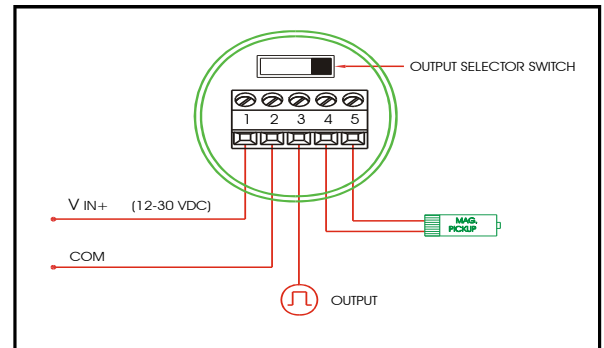 OUTPUT SELECTOR SWITCH
1 2 3 4 5
V IN+ (12-30 VDC)
MAG.
PICKUP
COM
OUTPUT